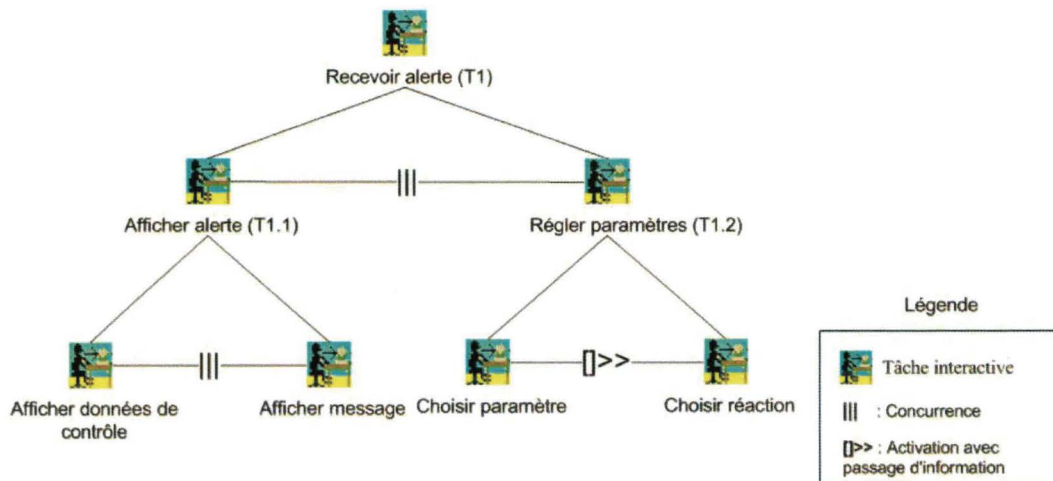 Recevoir alerte (T1)
|||
Afficher alerte (T1.1)
Régler paramètres (T1.2)
|||
[]>>
Afficher données de
contrôle
Afficher message
Choisir paramètre
Choisir réaction
Légende
Tâche interactive
||| : Concurrence
[]>> : Activation avec
passage d'information